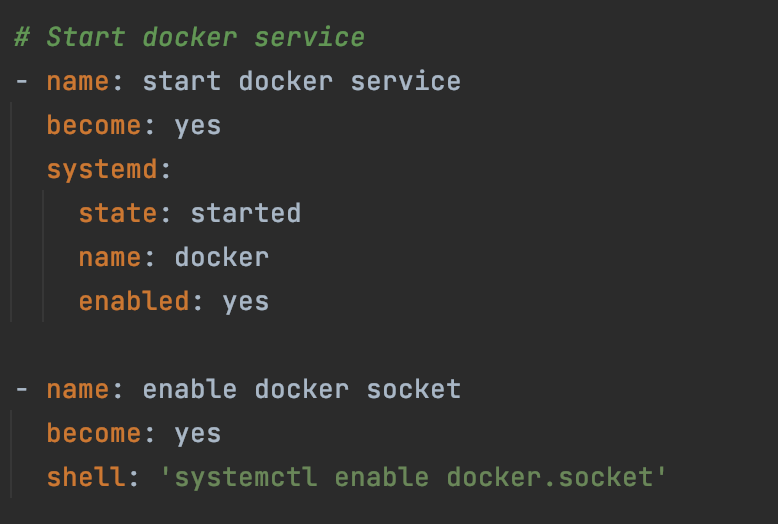 # Start docker service
- name: start docker service
  become: yes
  systemd:
    state: started
    name: docker
    enabled: yes

- name: enable docker socket
  become: yes
  shell: 'systemctl enable docker.socket'